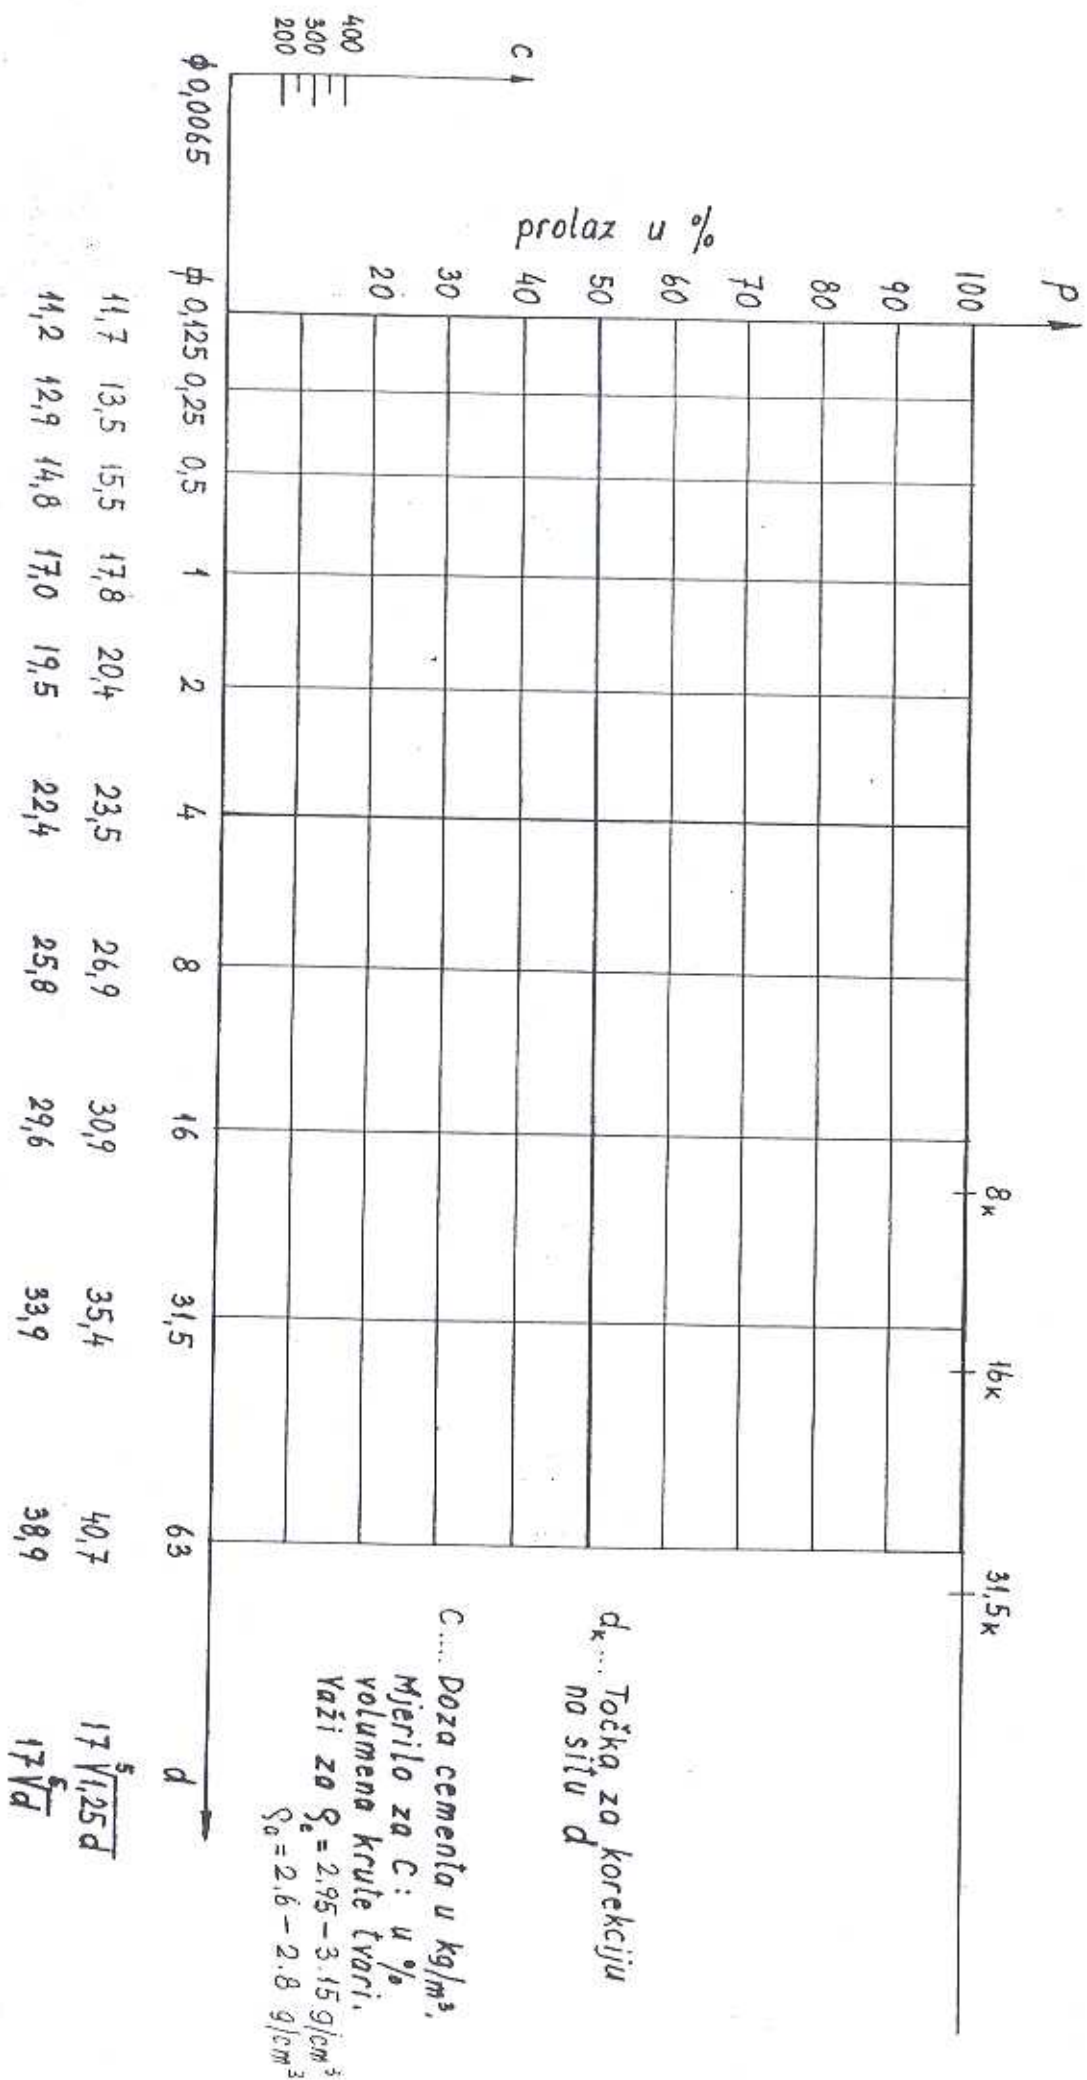 P
100
90
80
70
60
50
40
30
20
prolaz u %
C
400
300
200
8к 16к 31,5к
dк... Točka za korekciju
na situ d
C.... Doza cementa u kg/m³.
Mjerilo za C: u %
volumena krute tvari.
Važi za ρc = 2,95 – 3.15 g/cm³
ρa = 2,6 – 2.8 g/cm³
ϕ 0,0065 ϕ 0,125 0,25 0,5 1 2 4 8 16 31,5 63 d
11,7 13,5 15,5 17,8 20,4 23,5 26,9 30,9 35,4 40,7 17 ⁵√1,25d
11,2 12,9 14,8 17,0 19,5 22,4 25,8 29,6 33,9 38,9 17 ⁵√d